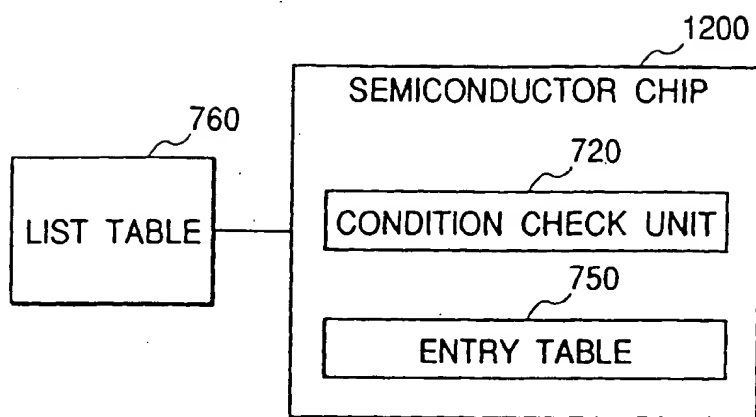 1200
SEMICONDUCTOR CHIP
760
LIST TABLE
720
CONDITION CHECK UNIT
750
ENTRY TABLE